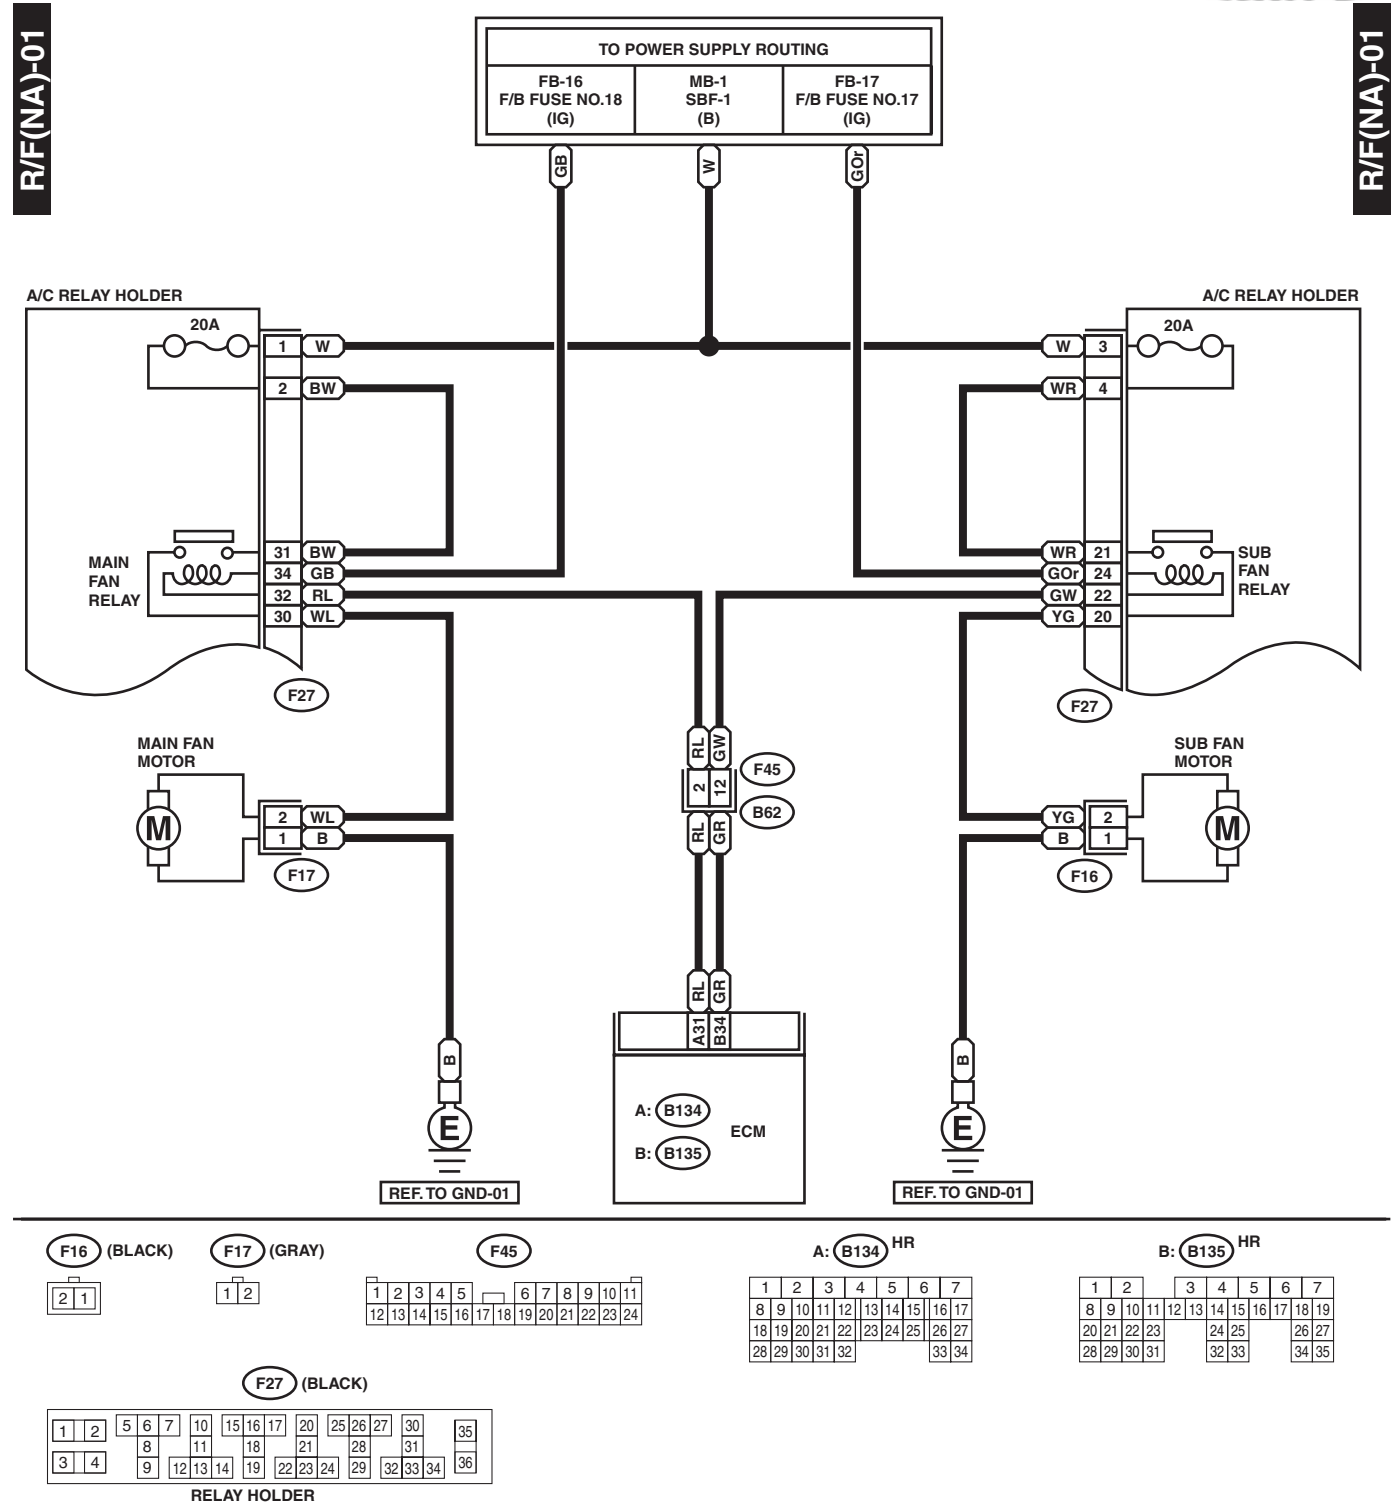 R/F(NA)-01
R/F(NA)-01
TO POWER SUPPLY ROUTING
FB-16
F/B FUSE NO.18
(IG)
MB-1
SBF-1
(B)
FB-17
F/B FUSE NO.17
(IG)
GB
W
GOr
A/C RELAY HOLDER
A/C RELAY HOLDER
20A
1 W
2 BW
W 3
WR 4
20A
MAIN
FAN
RELAY
31 BW
34 GB
32 RL
30 WL
WR 21
GOr 24
GW 22
YG 20
SUB
FAN
RELAY
F27
F27
MAIN FAN
MOTOR
M
2 WL
1 B
F17
RL GW
2 12
RL GR
F45
B62
SUB FAN
MOTOR
YG 2
B 1
M
F16
RL GR
A31 B34
A: B134
B: B135
ECM
B
E
REF. TO GND-01
B
E
REF. TO GND-01
F16 (BLACK)
2 1
F17 (GRAY)
1 2
F45
1 2 3 4 5 6 7 8 9 10 11
12 13 14 15 16 17 18 19 20 21 22 23 24
A: B134 HR
1 2 3 4 5 6 7
8 9 10 11 12 13 14 15 16 17
18 19 20 21 22 23 24 25 26 27
28 29 30 31 32 33 34
B: B135 HR
1 2 3 4 5 6 7
8 9 10 11 12 13 14 15 16 17 18 19
20 21 22 23 24 25 26 27
28 29 30 31 32 33 34 35
F27 (BLACK)
1 2 5 6 7 10 15 16 17 20 25 26 27 30 35
8 11 18 21 28 31
3 4 9 12 13 14 19 22 23 24 29 32 33 34 36
RELAY HOLDER